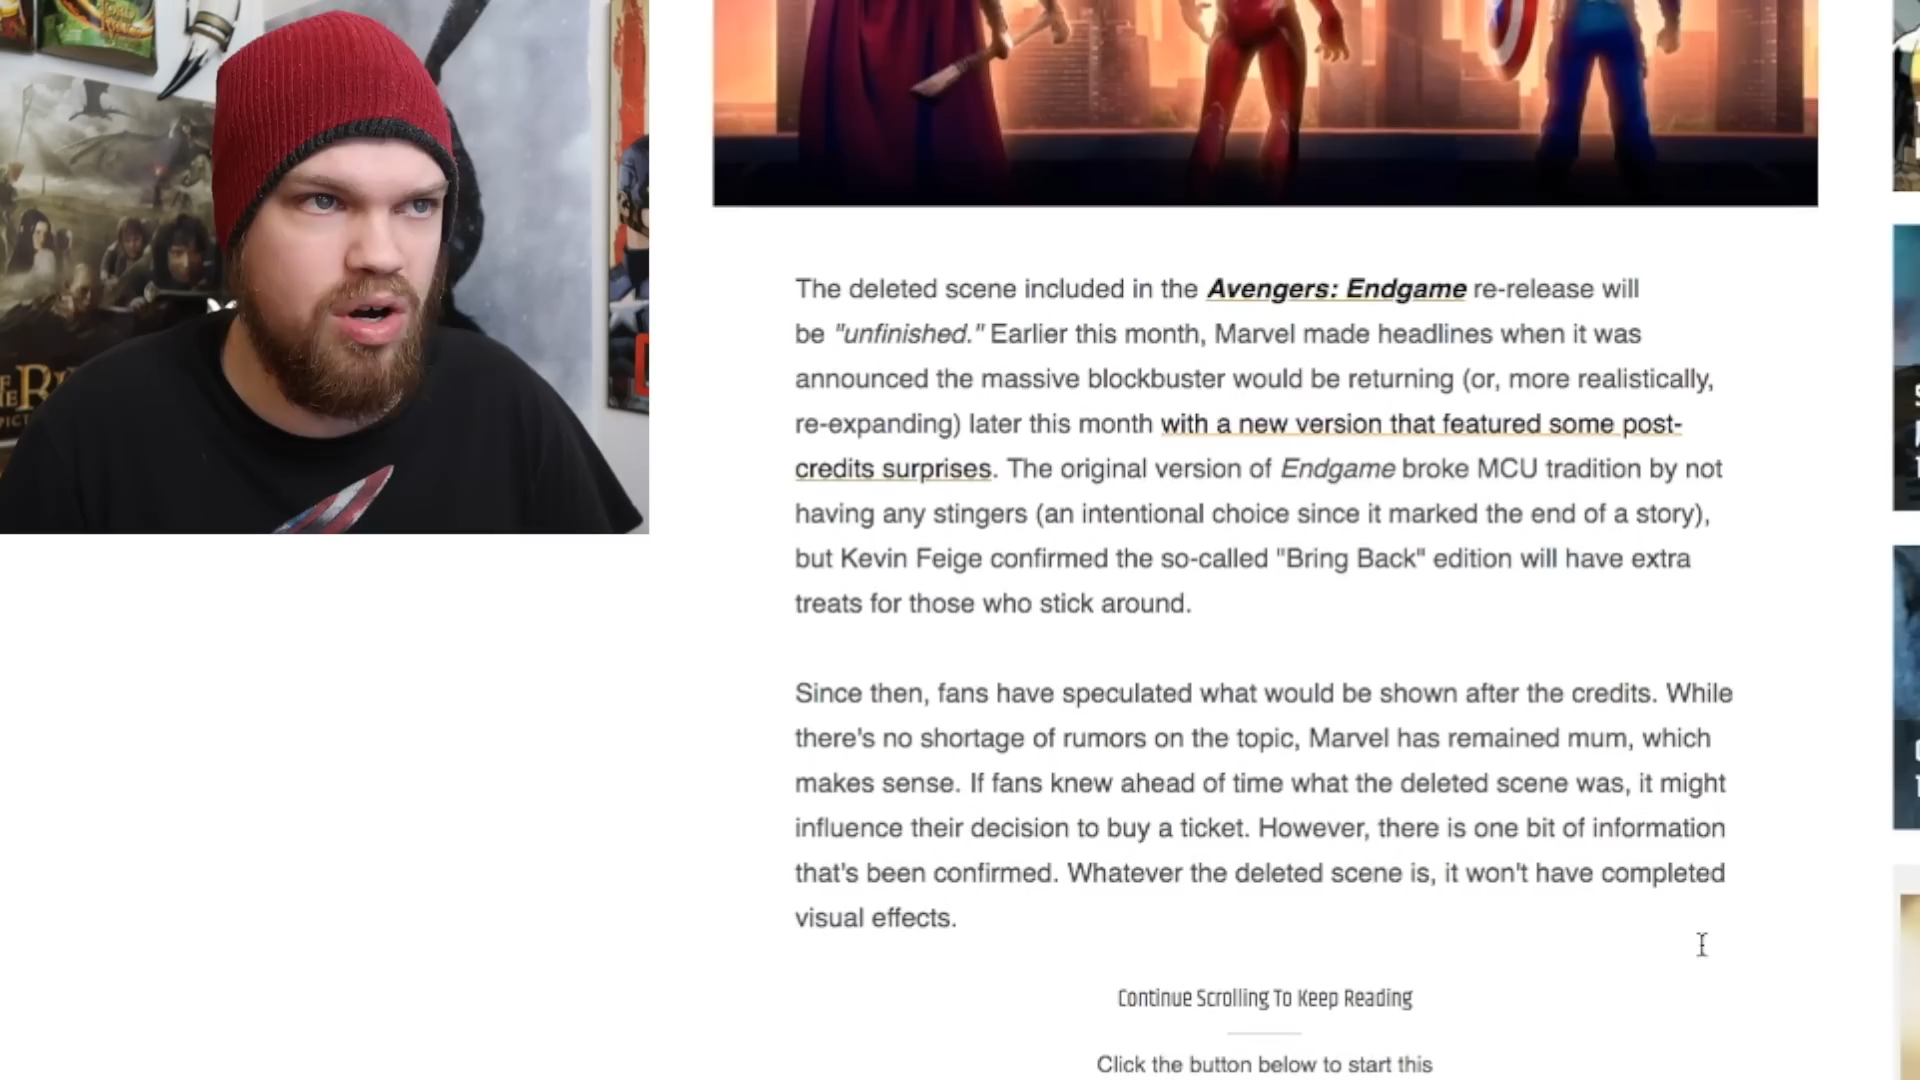 The deleted scene included in the Avengers: Endgame re-release will
be "unfinished." Earlier this month, Marvel made headlines when it was
announced the massive blockbuster would be returning (or, more realistically,
re-expanding) later this month with a new version that featured some post-
credits surprises. The original version of Endgame broke MCU tradition by not
having any stingers (an intentional choice since it marked the end of a story),
but Kevin Feige confirmed the so-called "Bring Back" edition will have extra
treats for those who stick around.
Since then, fans have speculated what would be shown after the credits. While
there's no shortage of rumors on the topic, Marvel has remained mum, which
makes sense. If fans knew ahead of time what the deleted scene was, it might
influence their decision to buy a ticket. However, there is one bit of information
that's been confirmed. Whatever the deleted scene is, it won't have completed
visual effects.
Continue Scrolling To Keep Reading
Click the button below to start this